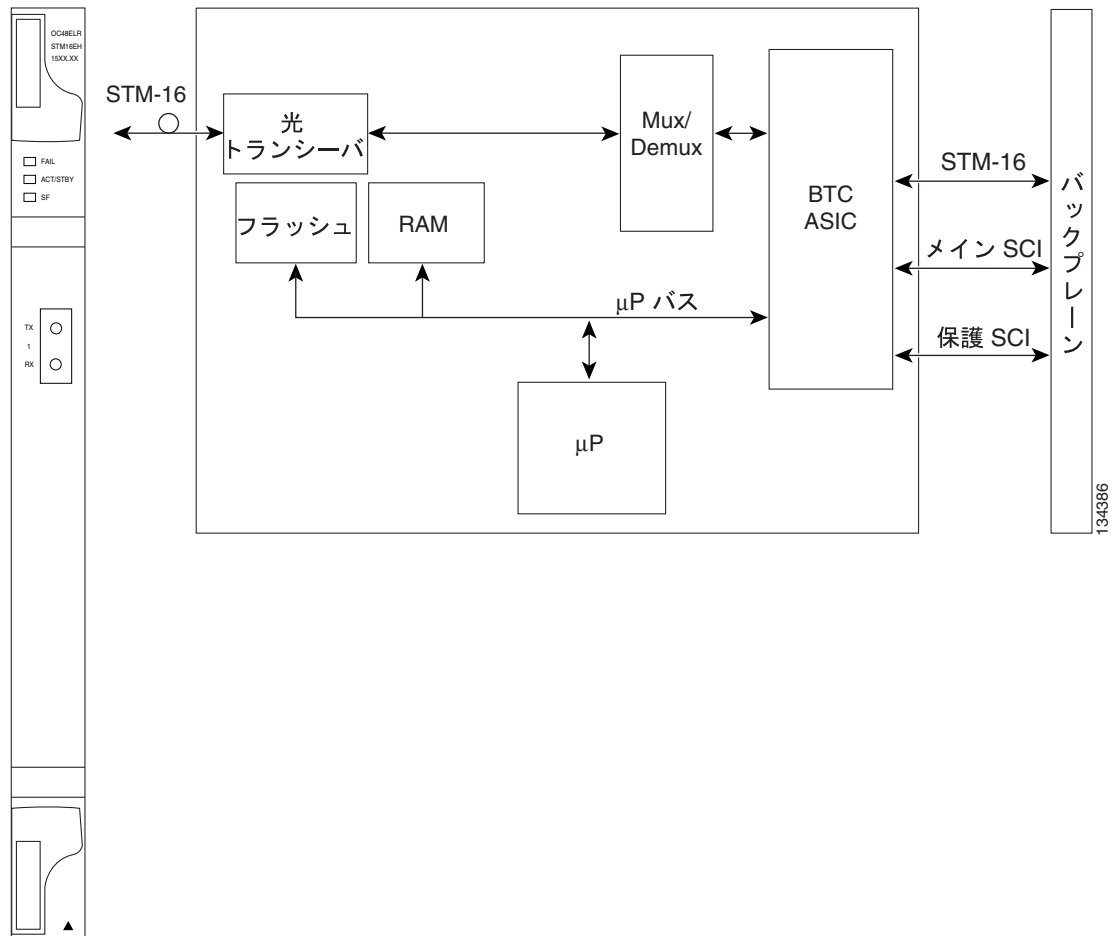 OC48ELR
STM16EH
15XX.XX
FAIL
ACT/STBY
SF
TX
1
RX
STM-16
光
トランシーバ
Mux/
Demux
BTC
ASIC
フラッシュ
RAM
µP バス
µP
STM-16
メイン SCI
保護 SCI
バックプレーン
134386